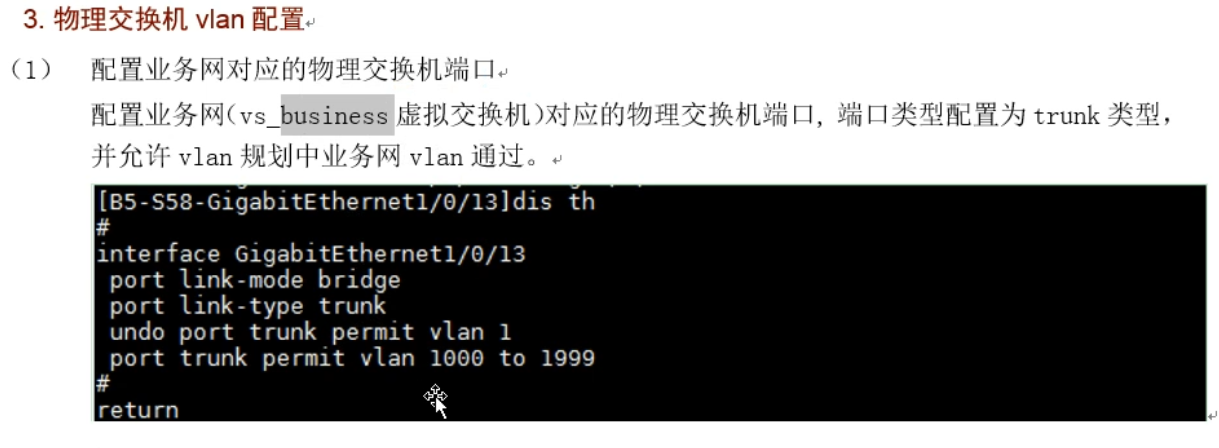 3. 物理交换机 vlan 配置
（1） 配置业务网对应的物理交换机端口
配置业务网(vs_business 虚拟交换机)对应的物理交换机端口, 端口类型配置为 trunk 类型，
并允许 vlan 规划中业务网 vlan 通过。
[B5-S58-GigabitEthernet1/0/13]dis th
#
interface GigabitEthernet1/0/13
port link-mode bridge
port link-type trunk
undo port trunk permit vlan 1
port trunk permit vlan 1000 to 1999
#
return